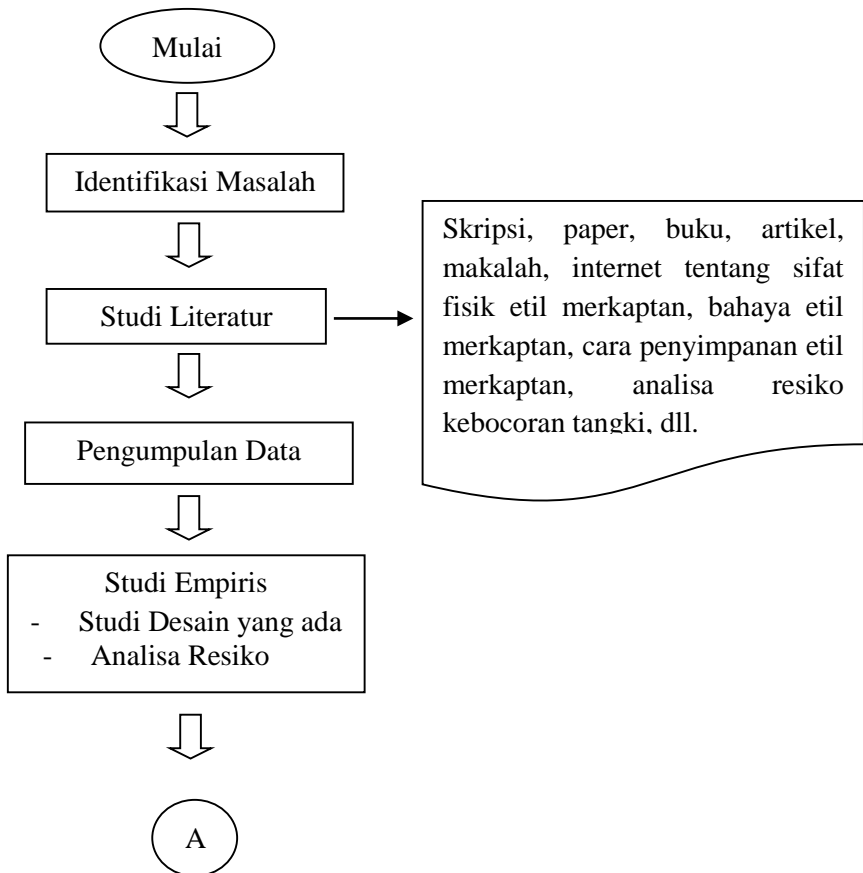 Mulai
Identifikasi Masalah
Studi Literatur
Skripsi, paper, buku, artikel,
makalah, internet tentang sifat
fisik etil merkaptan, bahaya etil
merkaptan, cara penyimpanan etil
merkaptan, analisa resiko
kebocoran tangki, dll.
Pengumpulan Data
Studi Empiris
- Studi Desain yang ada
- Analisa Resiko
A